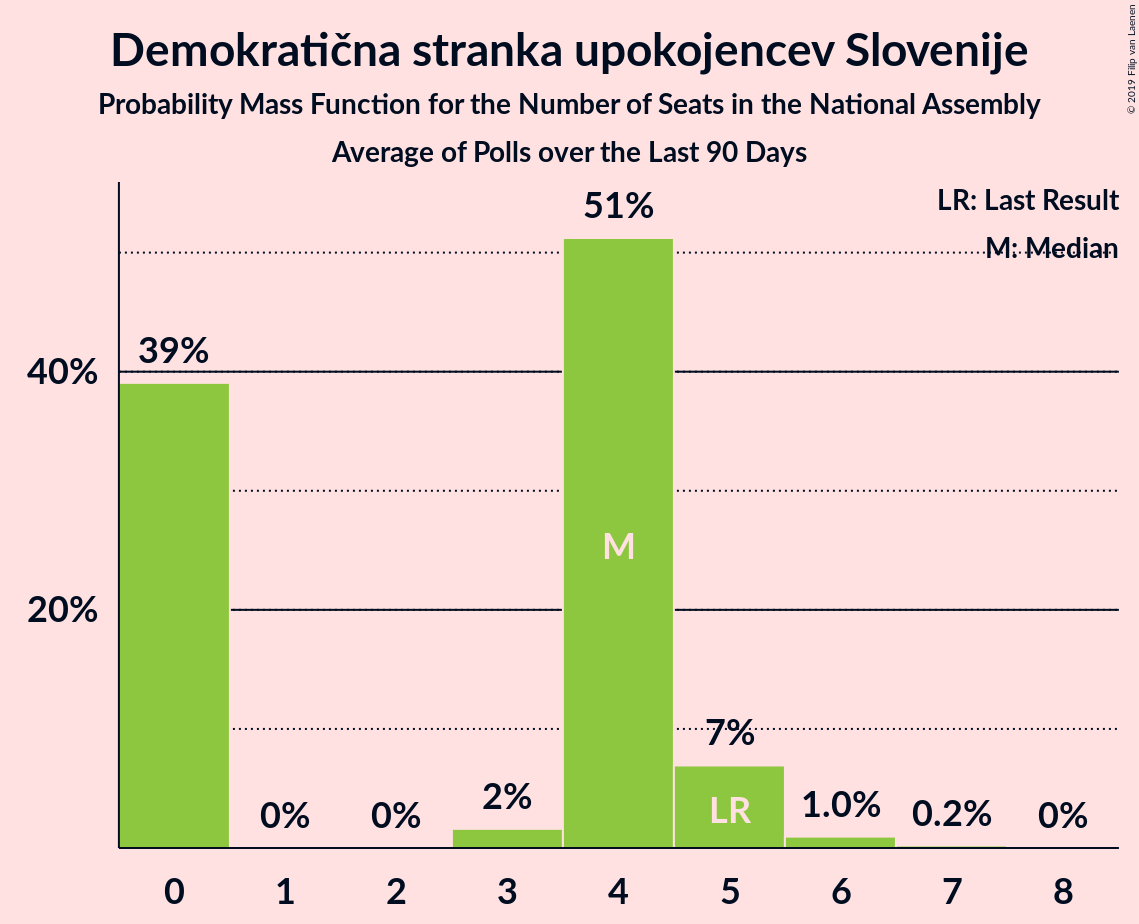 Demokratična stranka upokojencev Slovenije
Probability Mass Function for the Number of Seats in the National Assembly
Average of Polls over the Last 90 Days
© 2019 Filip van Laenen
LR: Last Result
M: Median
51%
39%
40%
M
20%
7%
2%
LR
1.0%
0.2%
0%
0%
0%
0 1 2 3 4 5 6 7 8